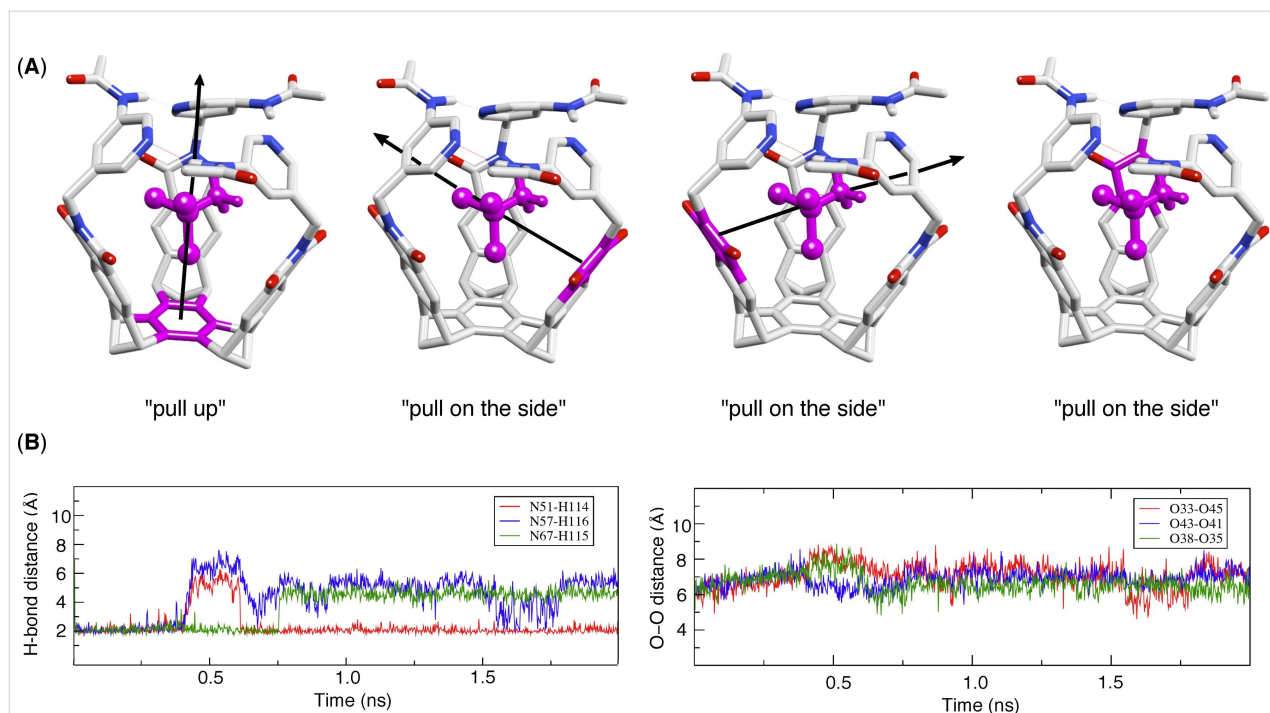 (A)
"pull up"
"pull on the side"
"pull on the side"
"pull on the side"
(B)
H-bond distance (Å)
10
8
6
4
2
N51-H114
N57-H116
N67-H115
0.5
1.0
1.5
Time (ns)
O–O distance (Å)
10
8
6
4
O33-O45
O43-O41
O38-O35
0.5
1.0
1.5
Time (ns)